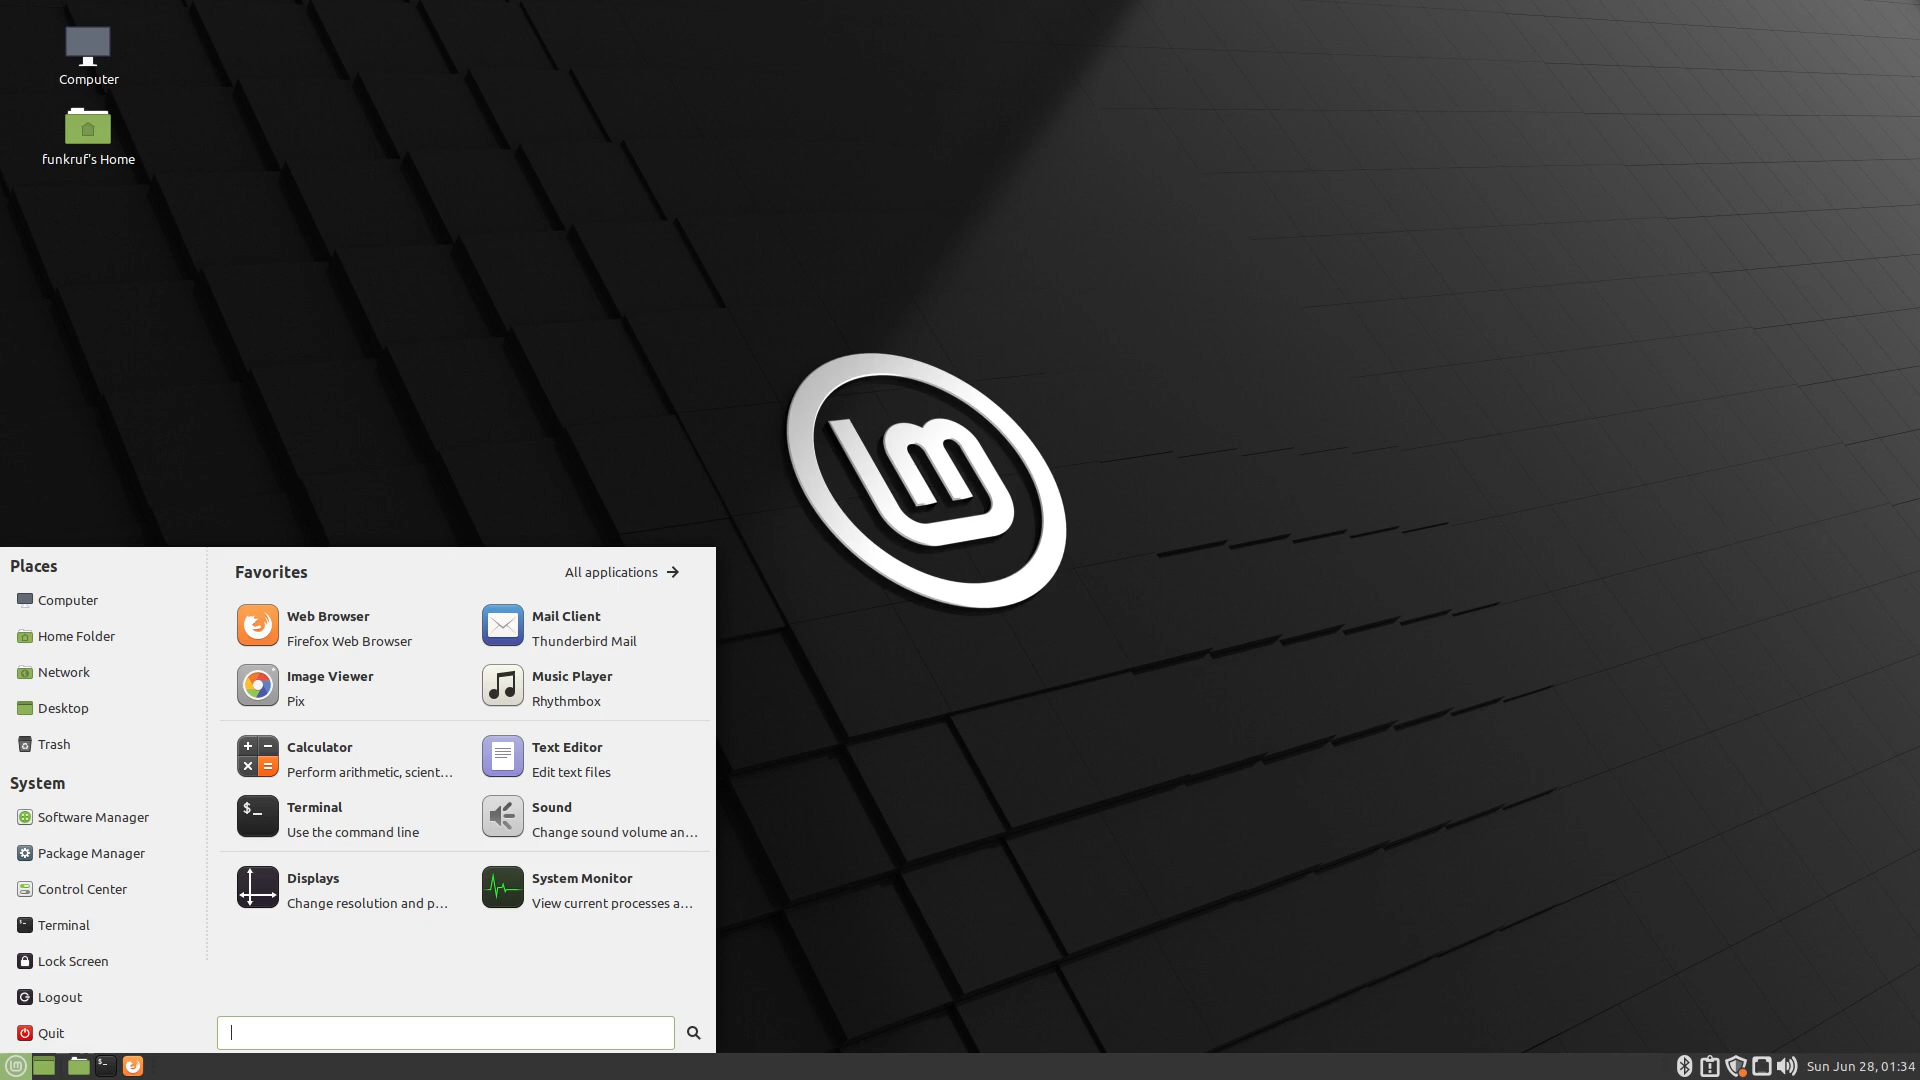 Computer
funkruf's Home
Places
Computer
Home Folder
Network
Desktop
Trash
System
Software Manager
Package Manager
Control Center
Terminal
Lock Screen
Logout
Quit
Favorites
All applications
Web Browser
Firefox Web Browser
Mail Client
Thunderbird Mail
Image Viewer
Pix
Music Player
Rhythmbox
Calculator
Perform arithmetic, scient…
Text Editor
Edit text files
Terminal
Use the command line
Sound
Change sound volume an…
Displays
Change resolution and p…
System Monitor
View current processes a…
Sun Jun 28, 01:34